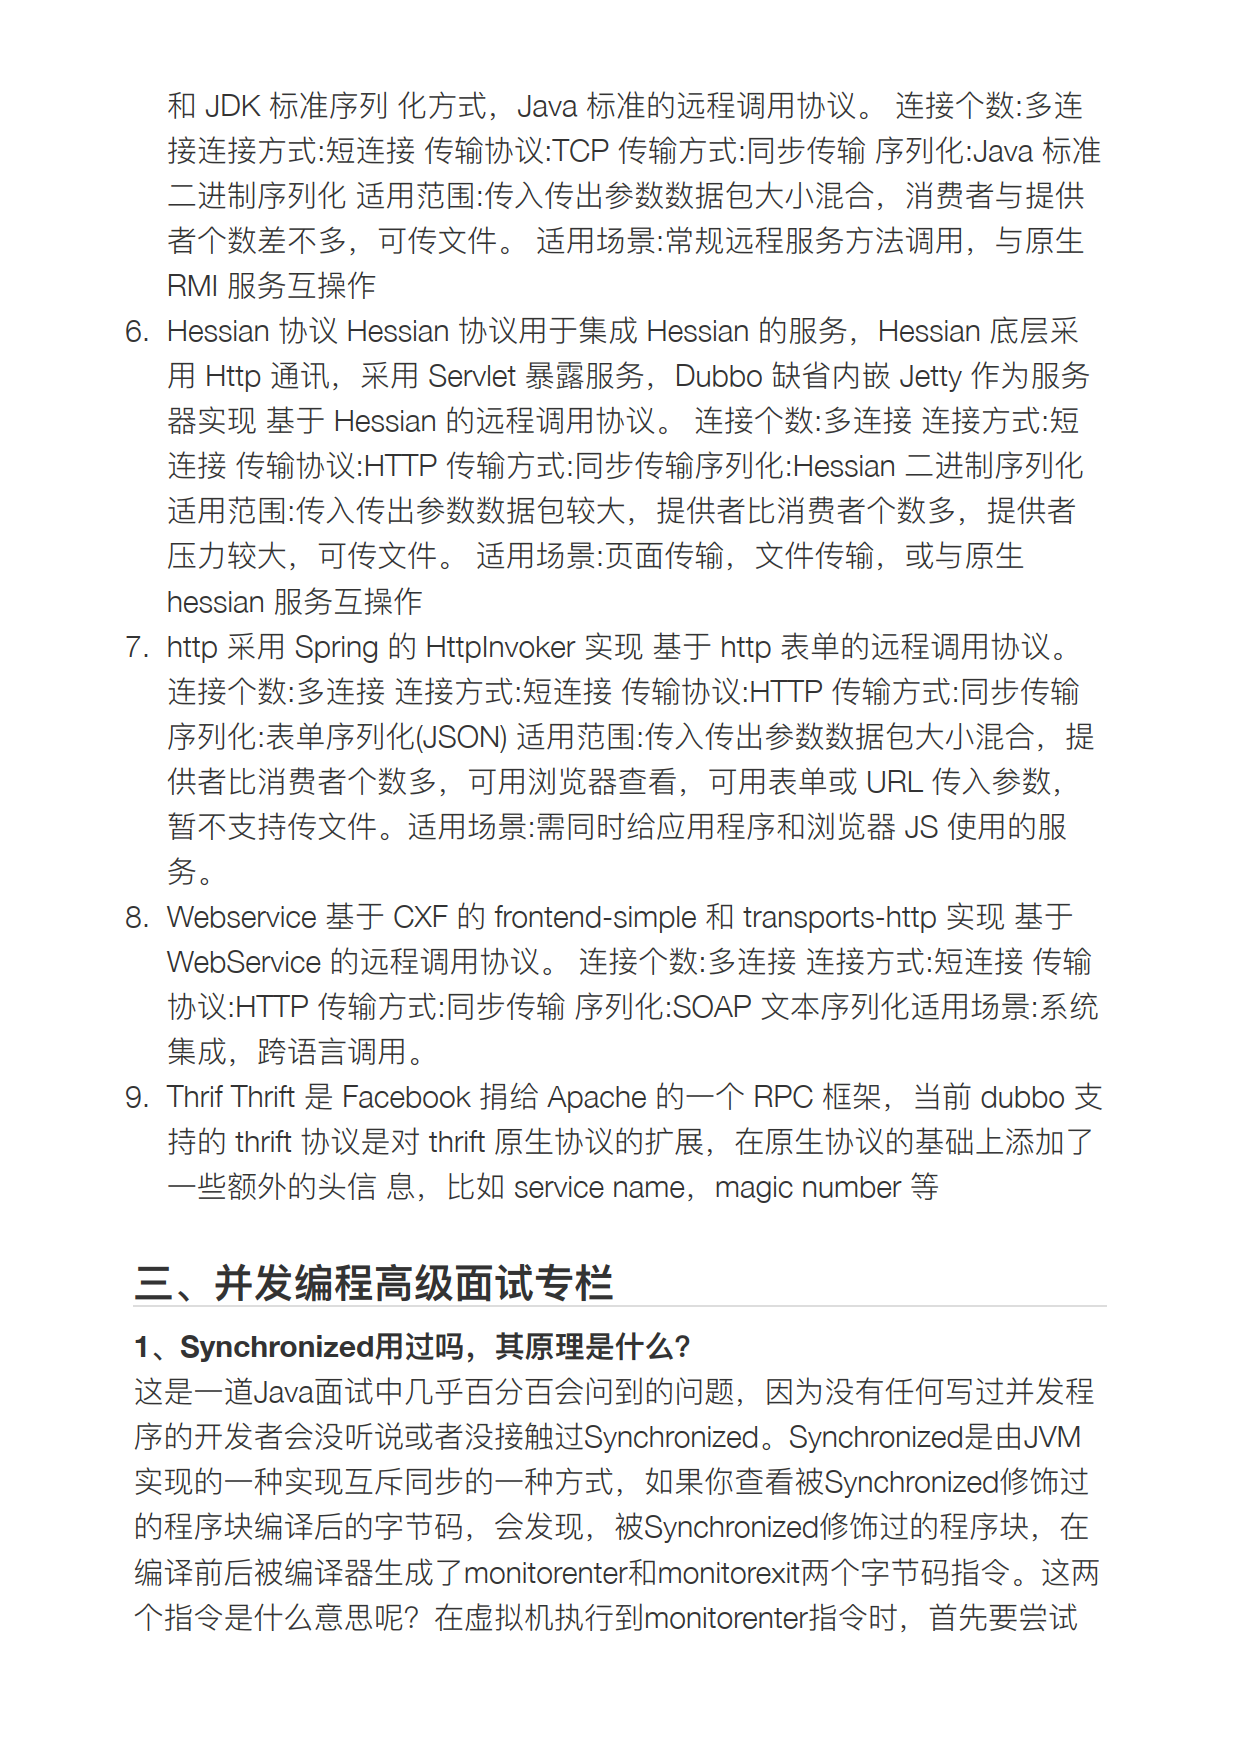 和 JDK 标准序列 化方式，Java 标准的远程调用协议。 连接个数:多连
接连接方式:短连接 传输协议:TCP 传输方式:同步传输 序列化:Java 标准
二进制序列化 适用范围:传入传出参数数据包大小混合，消费者与提供
者个数差不多，可传文件。 适用场景:常规远程服务方法调用，与原生
RMI 服务互操作
6. Hessian 协议 Hessian 协议用于集成 Hessian 的服务，Hessian 底层采
用 Http 通讯，采用 Servlet 暴露服务，Dubbo 缺省内嵌 Jetty 作为服务
器实现 基于 Hessian 的远程调用协议。 连接个数:多连接 连接方式:短
连接 传输协议:HTTP 传输方式:同步传输序列化:Hessian 二进制序列化
适用范围:传入传出参数数据包较大，提供者比消费者个数多，提供者
压力较大，可传文件。 适用场景:页面传输，文件传输，或与原生
hessian 服务互操作
7. http 采用 Spring 的 HttpInvoker 实现 基于 http 表单的远程调用协议。
连接个数:多连接 连接方式:短连接 传输协议:HTTP 传输方式:同步传输
序列化:表单序列化(JSON) 适用范围:传入传出参数数据包大小混合，提
供者比消费者个数多，可用浏览器查看，可用表单或 URL 传入参数，
暂不支持传文件。适用场景:需同时给应用程序和浏览器 JS 使用的服
务。
8. Webservice 基于 CXF 的 frontend-simple 和 transports-http 实现 基于
WebService 的远程调用协议。 连接个数:多连接 连接方式:短连接 传输
协议:HTTP 传输方式:同步传输 序列化:SOAP 文本序列化适用场景:系统
集成，跨语言调用。
9. Thrif Thrift 是 Facebook 捐给 Apache 的一个 RPC 框架，当前 dubbo 支
持的 thrift 协议是对 thrift 原生协议的扩展，在原生协议的基础上添加了
一些额外的头信 息，比如 service name，magic number 等
三、并发编程高级面试专栏
1、Synchronized用过吗，其原理是什么？
这是一道Java面试中几乎百分百会问到的问题，因为没有任何写过并发程
序的开发者会没听说或者没接触过Synchronized。Synchronized是由JVM
实现的一种实现互斥同步的一种方式，如果你查看被Synchronized修饰过
的程序块编译后的字节码，会发现，被Synchronized修饰过的程序块，在
编译前后被编译器生成了monitorenter和monitorexit两个字节码指令。这两
个指令是什么意思呢？在虚拟机执行到monitorenter指令时，首先要尝试